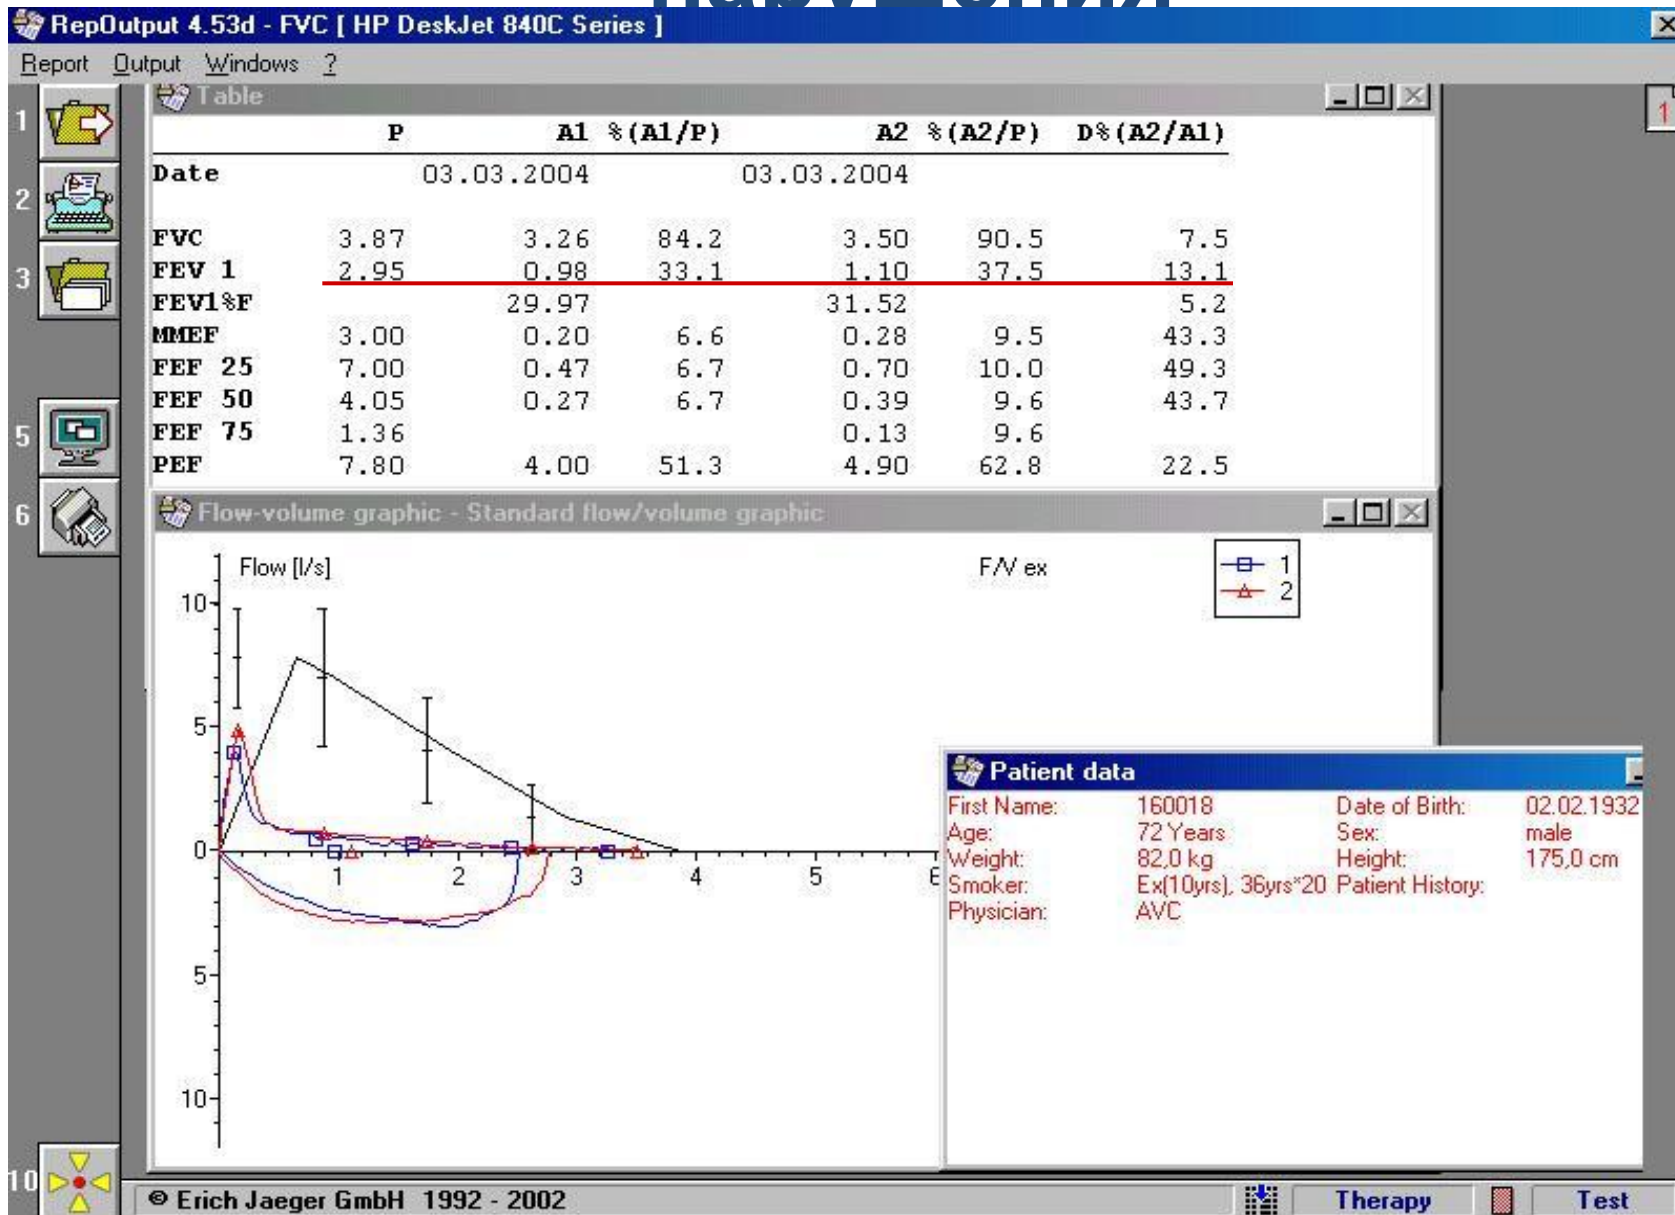 RepOutput 4.53d - FVC [ HP DeskJet 840C Series ]
Report Output Windows ?
Table
P A1 %(A1/P) A2 %(A2/P) D%(A2/A1)
Date 03.03.2004 03.03.2004
FVC 3.87 3.26 84.2 3.50 90.5 7.5
FEV 1 2.95 0.98 33.1 1.10 37.5 13.1
FEV1%F 29.97 31.52 5.2
MMEF 3.00 0.20 6.6 0.28 9.5 43.3
FEF 25 7.00 0.47 6.7 0.70 10.0 49.3
FEF 50 4.05 0.27 6.7 0.39 9.6 43.7
FEF 75 1.36 0.13 9.6
PEF 7.80 4.00 51.3 4.90 62.8 22.5
1
2
3
5
6
10
1
Flow-volume graphic - Standard flow/volume graphic
Flow [l/s] F/V ex
1
2
10
5
0
1 2 3 4 5 6
5
10
Patient data
First Name: 160018 Date of Birth: 02.02.1932
Age: 72 Years Sex: male
Weight: 82,0 kg Height: 175,0 cm
Smoker: Ex(10yrs), 36yrs*20 Patient History:
Physician: AVC
© Erich Jaeger GmbH 1992 - 2002
Therapy Test